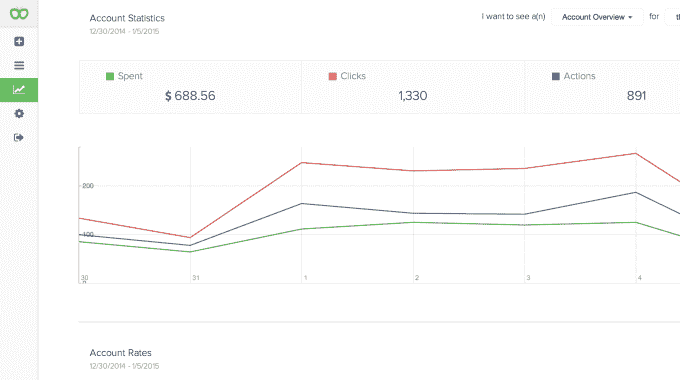 Account Statistics
I want to see a(n) Account Overview for
12/30/2014 - 1/5/2015
Spent
Clicks
Actions
$ 688.56
1,330
891
200
100
30 31 1 2 3 4
Account Rates
12/30/2014 - 1/5/2015